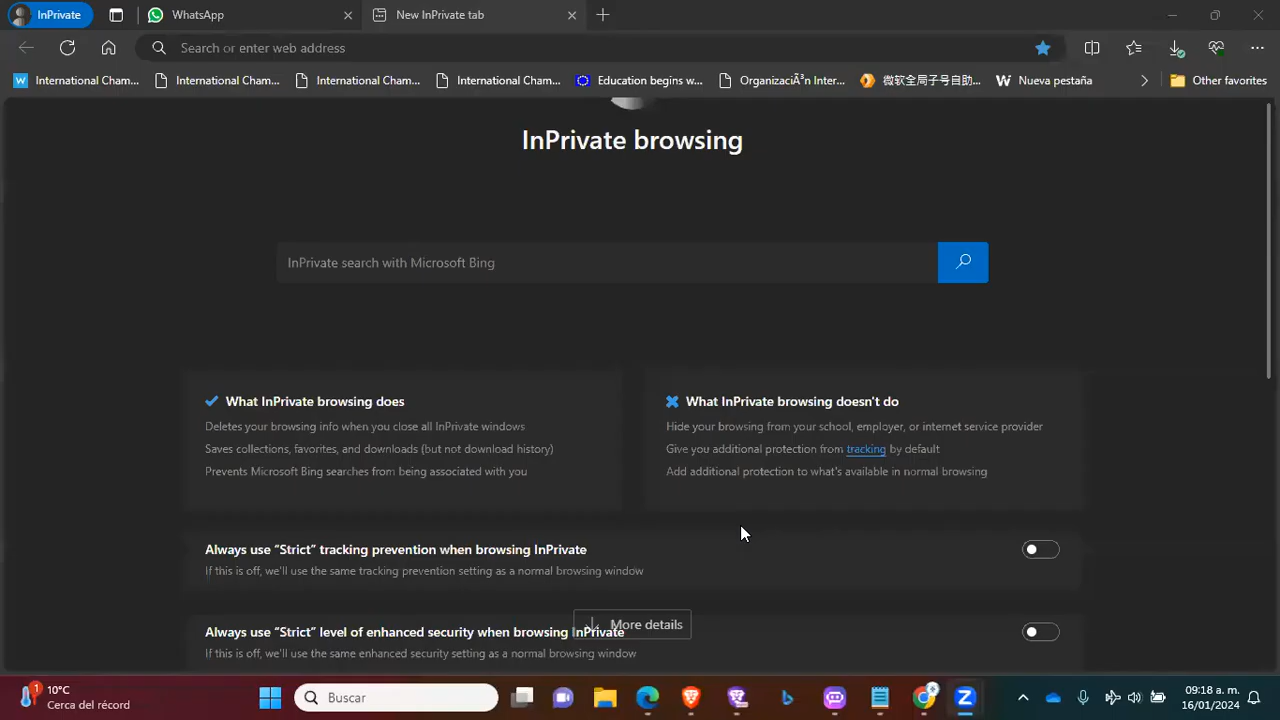 InPrivate
WhatsApp
New InPrivate tab
Search or enter web address
International Cham...
International Cham...
International Cham...
International Cham...
Education begins w...
OrganizaciÃ³n Inter...
微软全局子号自助...
Nueva pestaña
Other favorites
InPrivate browsing
InPrivate search with Microsoft Bing
What InPrivate browsing does
Deletes your browsing info when you close all InPrivate windows
Saves collections, favorites, and downloads (but not download history)
Prevents Microsoft Bing searches from being associated with you
What InPrivate browsing doesn't do
Hide your browsing from your school, employer, or internet service provider
Give you additional protection from tracking by default
Add additional protection to what's available in normal browsing
Always use “Strict” tracking prevention when browsing InPrivate
If this is off, we'll use the same tracking prevention setting as a normal browsing window
More details
Always use “Strict” level of enhanced security when browsing InPrivate
If this is off, we'll use the same enhanced security setting as a normal browsing window
1
10°C
Cerca del récord
Buscar
09:18 a. m.
16/01/2024